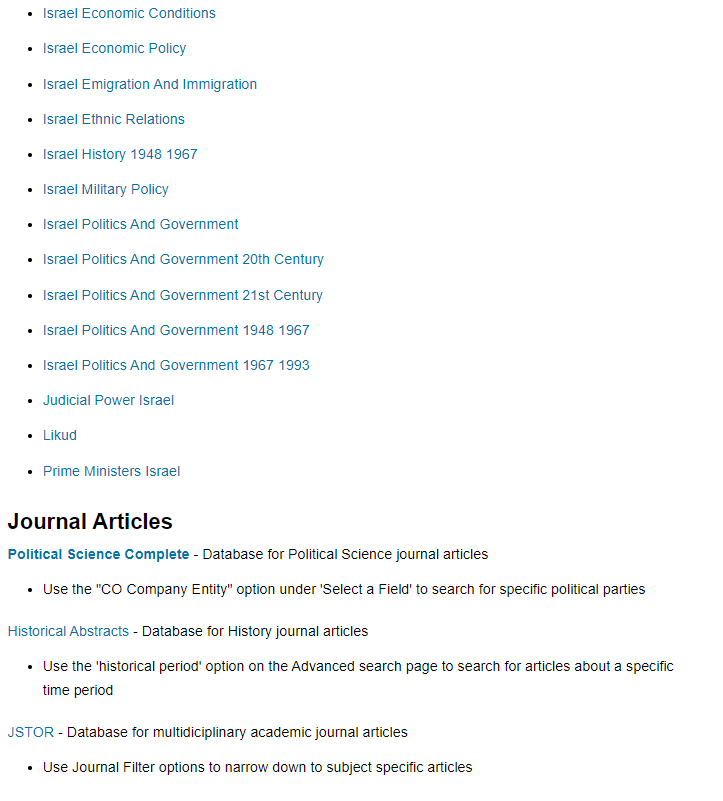 Israel Economic Conditions
Israel Economic Policy
Israel Emigration And Immigration
Israel Ethnic Relations
Israel History 1948 1967
Israel Military Policy
Israel Politics And Government
Israel Politics And Government 20th Century
Israel Politics And Government 21st Century
Israel Politics And Government 1948 1967
Israel Politics And Government 1967 1993
Judicial Power Israel
Likud
Prime Ministers Israel
Journal Articles
Political Science Complete - Database for Political Science journal articles
Use the "CO Company Entity" option under 'Select a Field' to search for specific political parties
Historical Abstracts - Database for History journal articles
Use the 'historical period' option on the Advanced search page to search for articles about a specific
time period
JSTOR - Database for multidiciplinary academic journal articles
Use Journal Filter options to narrow down to subject specific articles